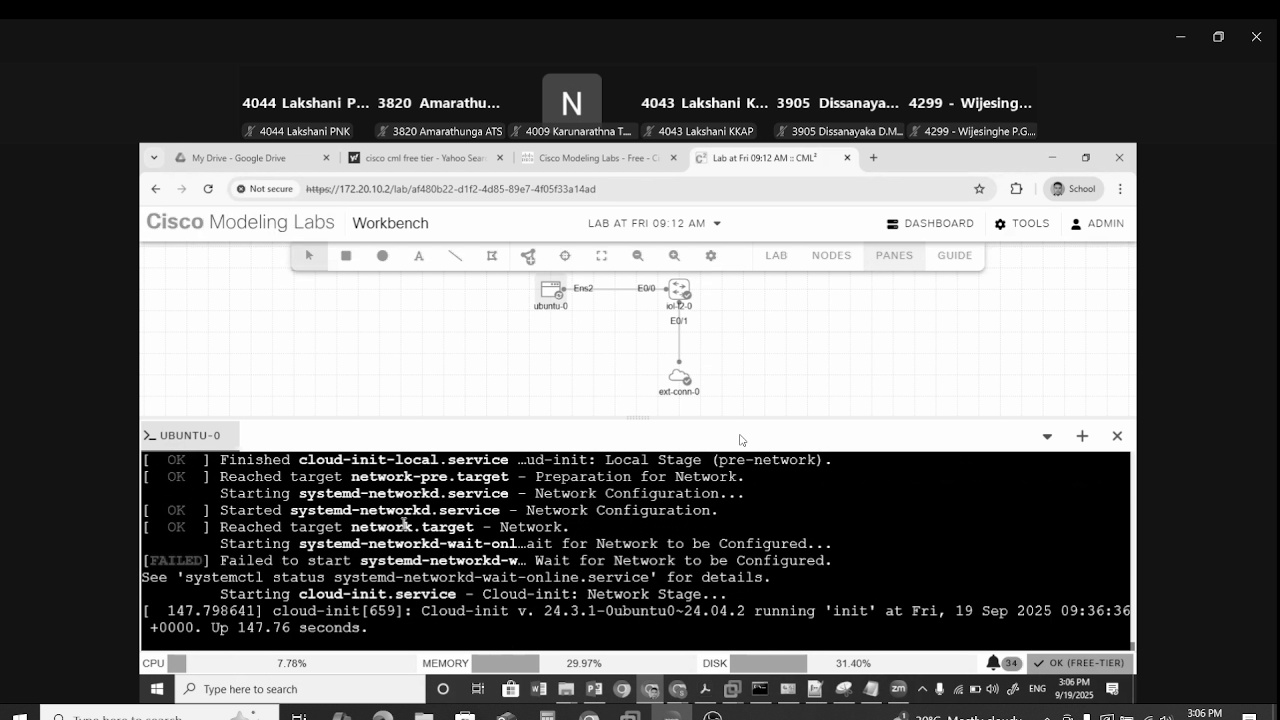 4044 Lakshani P... 3820 Amarathu... N 4043 Lakshani K... 3905 Dissanaya... 4299 - Wijesing...
4044 Lakshani PNK 3820 Amarathunga ATS 4009 Karunarathna T... 4043 Lakshani KKAP 3905 Dissanayaka D.M... 4299 - Wijesinghe P.G....
My Drive - Google Drive cisco cml free tier - Yahoo Sear Cisco Modeling Labs - Free - Ci Lab at Fri 09:12 AM :: CML²
Not secure https://172.20.10.2/lab/af480b22-d1f2-4d85-89e7-4f05f33a14ad School
Cisco Modeling Labs Workbench LAB AT FRI 09:12 AM DASHBOARD TOOLS ADMIN
A LAB NODES PANES GUIDE
Ens2 E0/0
ubuntu-0 iol-l2-0
E0/1
ext-conn-0
UBUNTU-0
[ OK ] Finished cloud-init-local.service …ud-init: Local Stage (pre-network).
[ OK ] Reached target network-pre.target - Preparation for Network.
Starting systemd-networkd.service - Network Configuration...
[ OK ] Started systemd-networkd.service - Network Configuration.
[ OK ] Reached target network.target - Network.
Starting systemd-networkd-wait-onl…ait for Network to be Configured...
[FAILED] Failed to start systemd-networkd-w… Wait for Network to be Configured.
See 'systemctl status systemd-networkd-wait-online.service' for details.
Starting cloud-init.service - Cloud-init: Network Stage...
[ 147.798641] cloud-init[659]: Cloud-init v. 24.3.1-0ubuntu0~24.04.2 running 'init' at Fri, 19 Sep 2025 09:36:36
+0000. Up 147.76 seconds.
CPU 7.78% MEMORY 29.97% DISK 31.40% 34 OK (FREE-TIER)
Type here to search zm ENG 3:06 PM
9/19/2025
Type here to search 3:06 PM